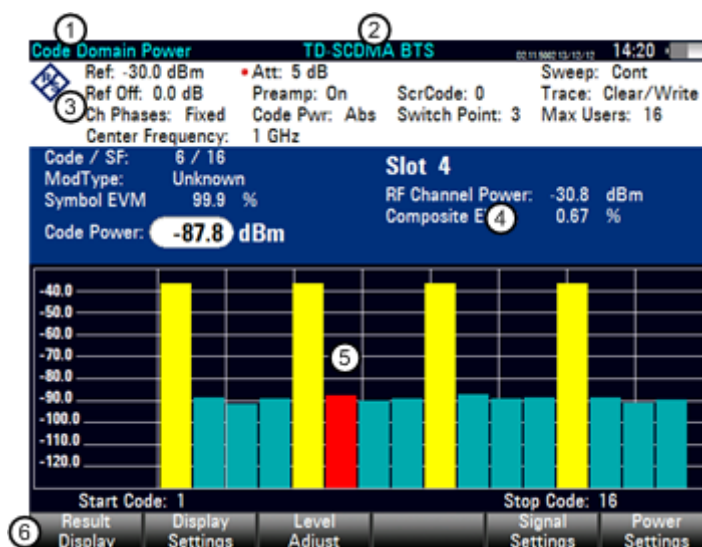 1
2
Code Domain Power TD-SCDMA BTS 14:20
Ref: -30.0 dBm Att: 5 dB Sweep: Cont
Ref Off: 0.0 dB Preamp: On ScrCode: 0 Trace: Clear/Write
3
Ch Phases: Fixed Code Pwr: Abs Switch Point: 3 Max Users: 16
Center Frequency: 1 GHz
Code / SF: 6 / 16 Slot 4
ModType: Unknown
Symbol EVM 99.9 % RF Channel Power: -30.8 dBm
Composite E 4 0.67 %
Code Power: -87.8 dBm
-40.0
-50.0
-60.0
-70.0
5
-80.0
-90.0
-100.0
-110.0
-120.0
Start Code: 1 Stop Code: 16
6
Result Display Level Signal Power
Display Settings Adjust Settings Settings